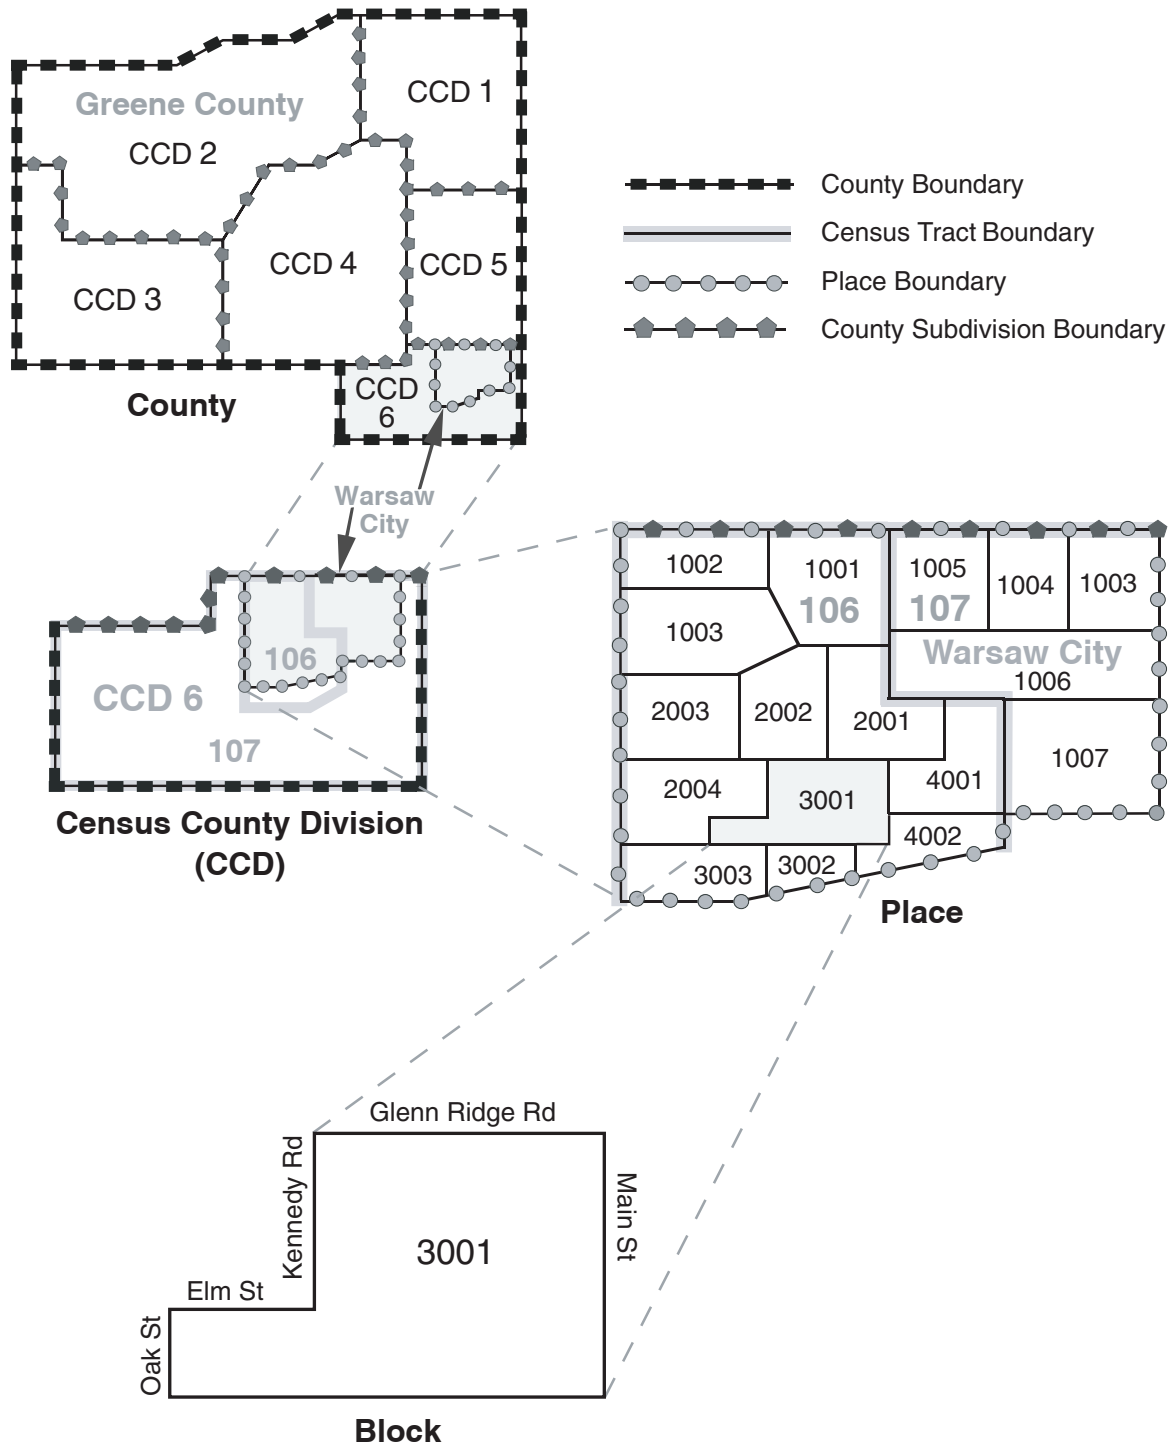 CCD 1
Greene County
CCD 2
CCD 4
CCD 5
CCD 3
CCD
6
County
County Boundary
Census Tract Boundary
Place Boundary
County Subdivision Boundary
Warsaw
City
106
CCD 6
107
Census County Division
(CCD)
1002
1001
1005
1004
1003
106
107
1003
Warsaw City
1006
2003
2002
2001
1007
2004
3001
4001
4002
3003
3002
Place
Glenn Ridge Rd
Kennedy Rd
Main St
3001
Elm St
Oak St
Block